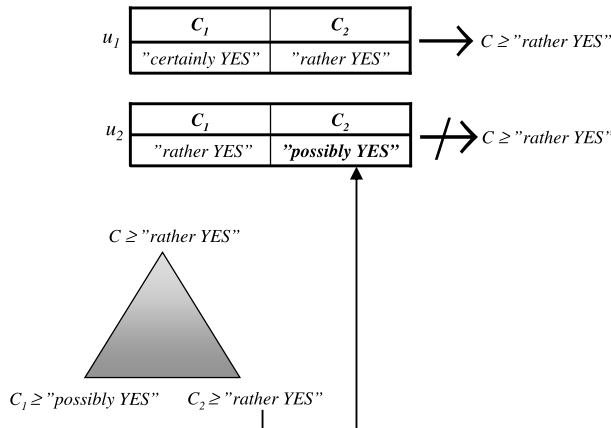 C₁ C₂
u₁
"certainly YES" "rather YES" C ≥ "rather YES"
C₁ C₂
u₂ C ≥ "rather YES"
"rather YES" "possibly YES"
C ≥ "rather YES"
C₁ ≥ "possibly YES" C₂ ≥ "rather YES"